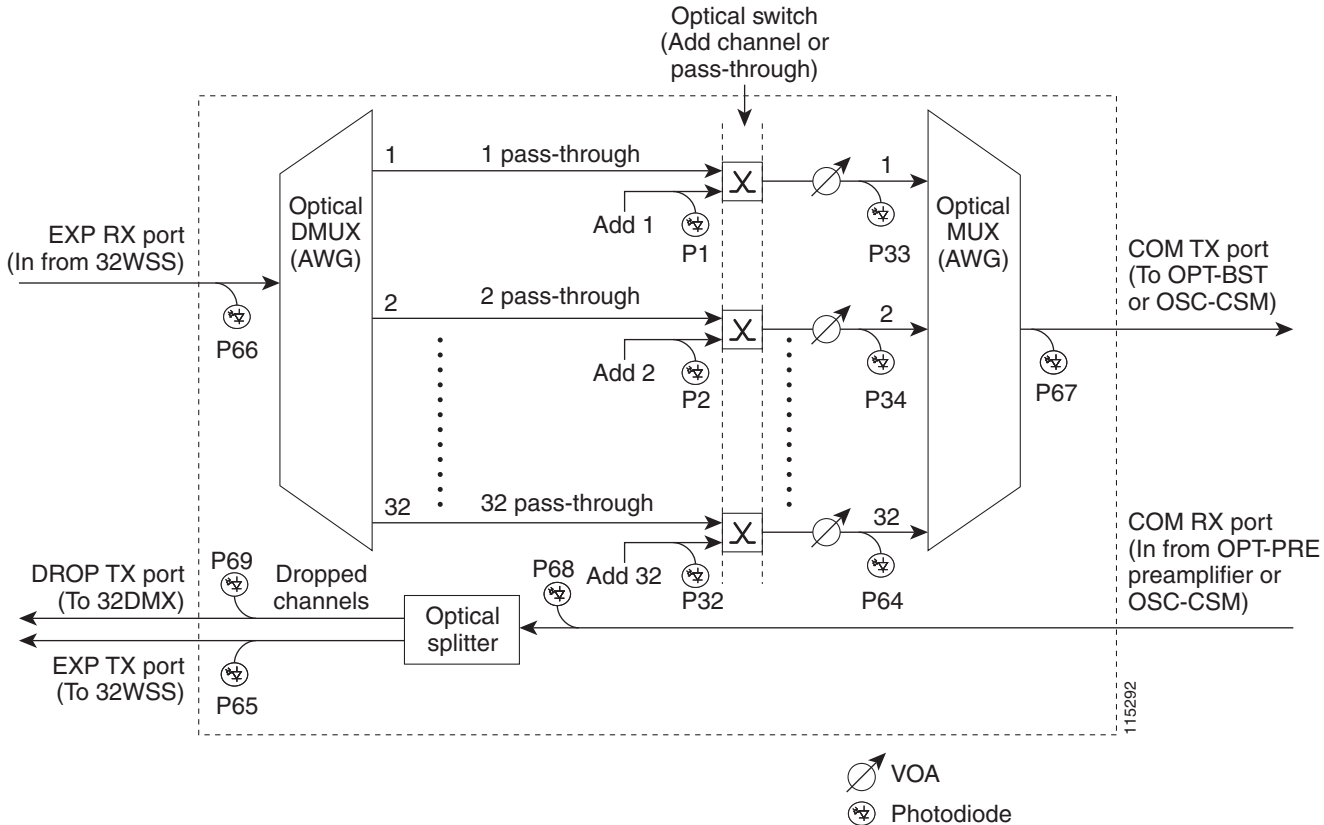 Optical switch
(Add channel or
pass-through)
1
1 pass-through
1
Optical
DMUX
(AWG)
Optical
MUX
(AWG)
Add 1
P1
P33
EXP RX port
(In from 32WSS)
COM TX port
(To OPT-BST
or OSC-CSM)
2
2 pass-through
2
P66
Add 2
P2
P34
P67
32
32 pass-through
32
COM RX port
(In from OPT-PRE
preamplifier or
OSC-CSM)
Add 32
P32
P64
P69
Dropped
channels
P68
DROP TX port
(To 32DMX)
Optical
splitter
EXP TX port
(To 32WSS)
P65
115292
VOA
Photodiode